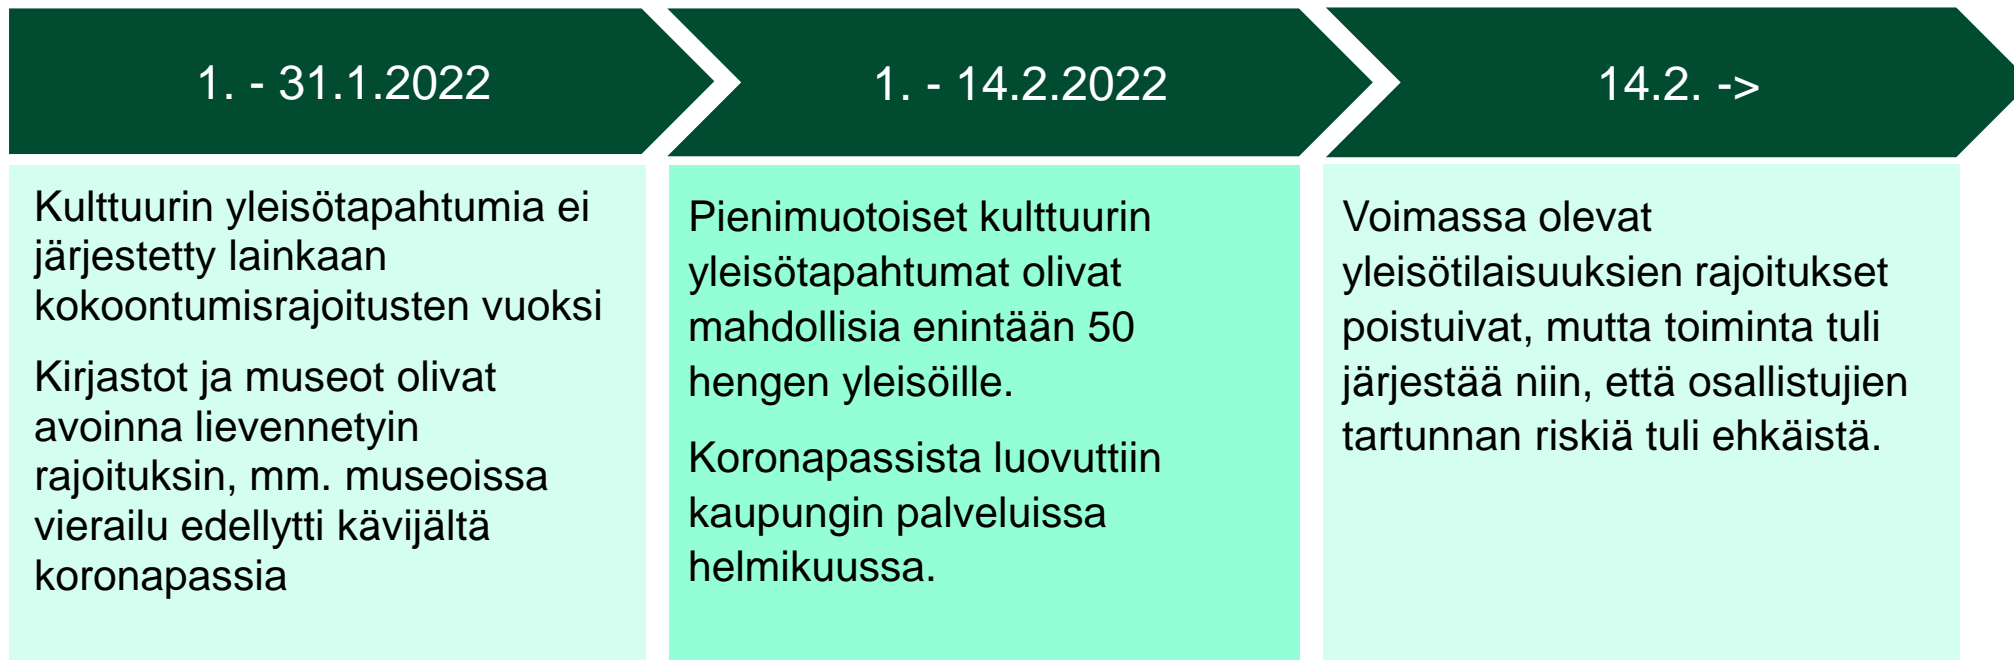 1. - 31.1.2022
Kulttuurin yleisötapahtumia ei
järjestetty lainkaan
kokoontumisrajoitusten vuoksi
Kirjastot ja museot olivat
avoinna lievennetyin
rajoituksin, mm. museoissa
vierailu edellytti kävijältä
koronapassia
1. - 14.2.2022
Pienimuotoiset kulttuurin
yleisötapahtumat olivat
mahdollisia enintään 50
hengen yleisöille.
Koronapassista luovuttiin
kaupungin palveluissa
helmikuussa.
14.2. ->
Voimassa olevat
yleisötilaisuuksien rajoitukset
poistuivat, mutta toiminta tuli
järjestää niin, että osallistujien
tartunnan riskiä tuli ehkäistä.